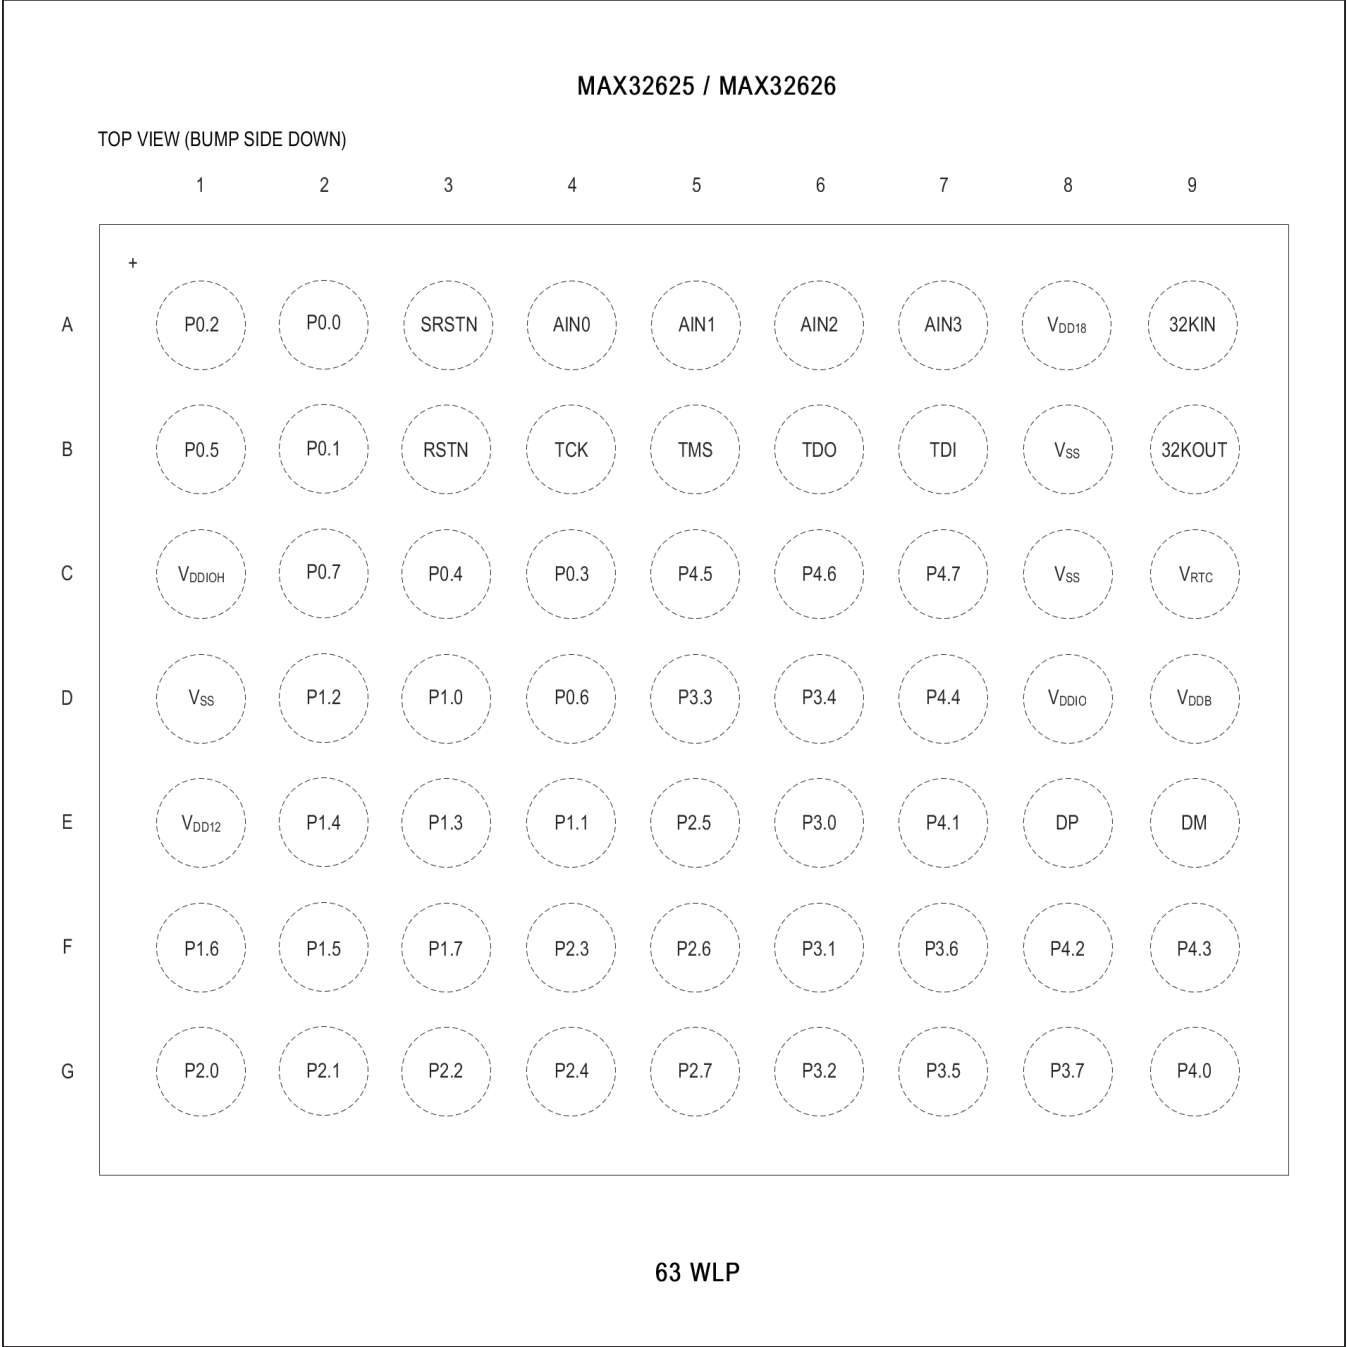 MAX32625 / MAX32626
TOP VIEW (BUMP SIDE DOWN)
1 2 3 4 5 6 7 8 9
+
A P0.2 P0.0 SRSTN AIN0 AIN1 AIN2 AIN3 VDD18 32KIN
B P0.5 P0.1 RSTN TCK TMS TDO TDI VSS 32KOUT
C VDDIOH P0.7 P0.4 P0.3 P4.5 P4.6 P4.7 VSS VRTC
D VSS P1.2 P1.0 P0.6 P3.3 P3.4 P4.4 VDDIO VDDB
E VDD12 P1.4 P1.3 P1.1 P2.5 P3.0 P4.1 DP DM
F P1.6 P1.5 P1.7 P2.3 P2.6 P3.1 P3.6 P4.2 P4.3
G P2.0 P2.1 P2.2 P2.4 P2.7 P3.2 P3.5 P3.7 P4.0
63 WLP